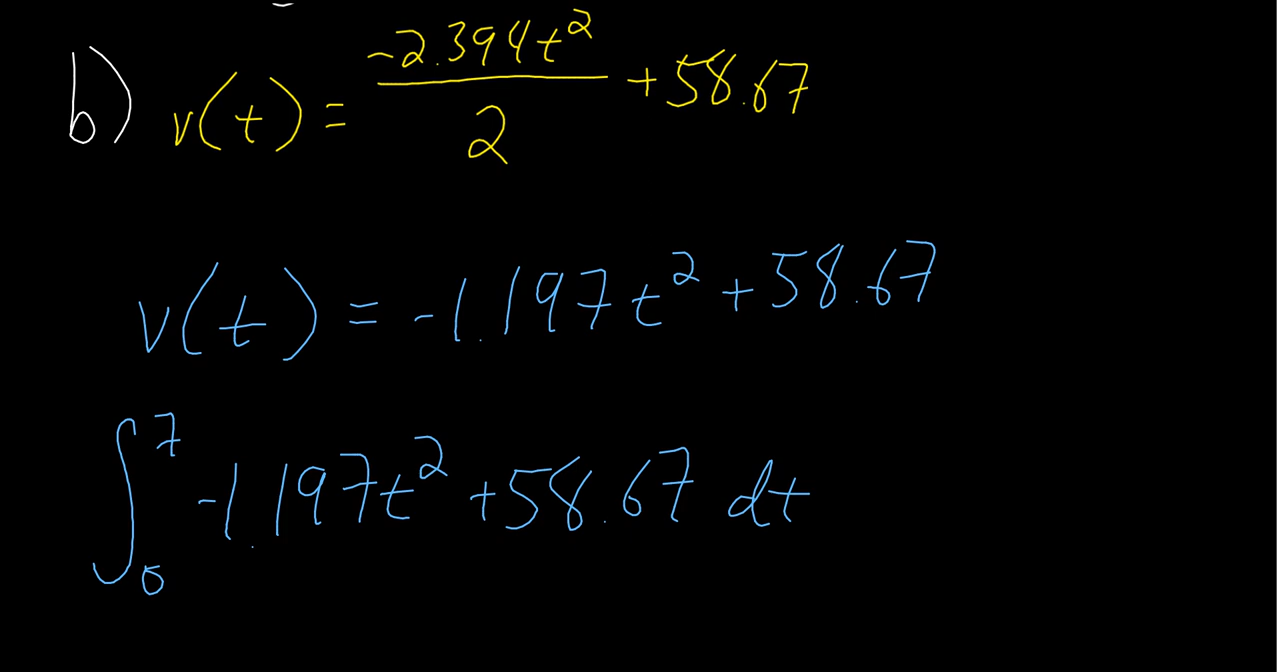 b) v(t) = -2.394t²/2 + 58.67
v(t) = -1.197t² + 58.67
∫₀⁷ -1.197t² + 58.67 dt